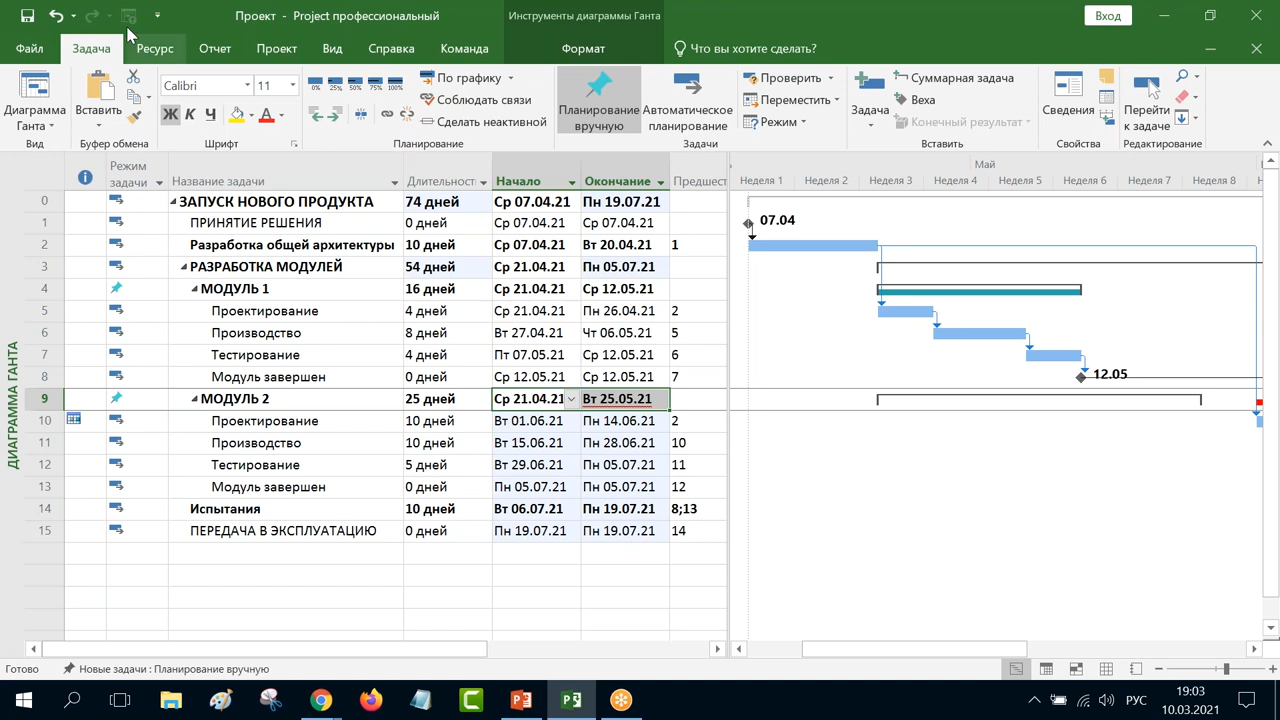 Проект - Project профессиональный
Инструменты диаграммы Ганта
Вход
Файл Задача Ресурс Отчет Проект Вид Справка Команда Формат Что вы хотите сделать?
Диаграмма Ганта
Вид
Вставить
Буфер обмена
Calibri 11
Ж К Ч
Шрифт
0% 25% 50% 75% 100%
По графику
Соблюдать связи
Сделать неактивной
Планирование
Планирование вручную
Автоматическое планирование
Проверить
Переместить
Режим
Задачи
Задача
Суммарная задача
Веха
Конечный результат
Вставить
Сведения
Свойства
Перейти к задаче
Редактирование
Режим задачи Название задачи Длительност Начало Окончание Предшест
Май
Неделя 1 Неделя 2 Неделя 3 Неделя 4 Неделя 5 Неделя 6 Неделя 7 Неделя 8 Н
0 ЗАПУСК НОВОГО ПРОДУКТА 74 дней Ср 07.04.21 Пн 19.07.21
1 ПРИНЯТИЕ РЕШЕНИЯ 0 дней Ср 07.04.21 Ср 07.04.21
07.04
2 Разработка общей архитектуры 10 дней Ср 07.04.21 Вт 20.04.21 1
3 РАЗРАБОТКА МОДУЛЕЙ 54 дней Ср 21.04.21 Пн 05.07.21
4 МОДУЛЬ 1 16 дней Ср 21.04.21 Ср 12.05.21
5 Проектирование 4 дней Ср 21.04.21 Пн 26.04.21 2
6 Производство 8 дней Вт 27.04.21 Чт 06.05.21 5
7 Тестирование 4 дней Пт 07.05.21 Ср 12.05.21 6
8 Модуль завершен 0 дней Ср 12.05.21 Ср 12.05.21 7
12.05
9 МОДУЛЬ 2 25 дней Ср 21.04.21 Вт 25.05.21
10 Проектирование 10 дней Вт 01.06.21 Пн 14.06.21 2
11 Производство 10 дней Вт 15.06.21 Пн 28.06.21 10
12 Тестирование 5 дней Вт 29.06.21 Пн 05.07.21 11
13 Модуль завершен 0 дней Пн 05.07.21 Пн 05.07.21 12
14 Испытания 10 дней Вт 06.07.21 Пн 19.07.21 8;13
15 ПЕРЕДАЧА В ЭКСПЛУАТАЦИЮ 0 дней Пн 19.07.21 Пн 19.07.21 14
ДИАГРАММА ГАНТА
Готово Новые задачи : Планирование вручную
РУС
19:03
10.03.2021